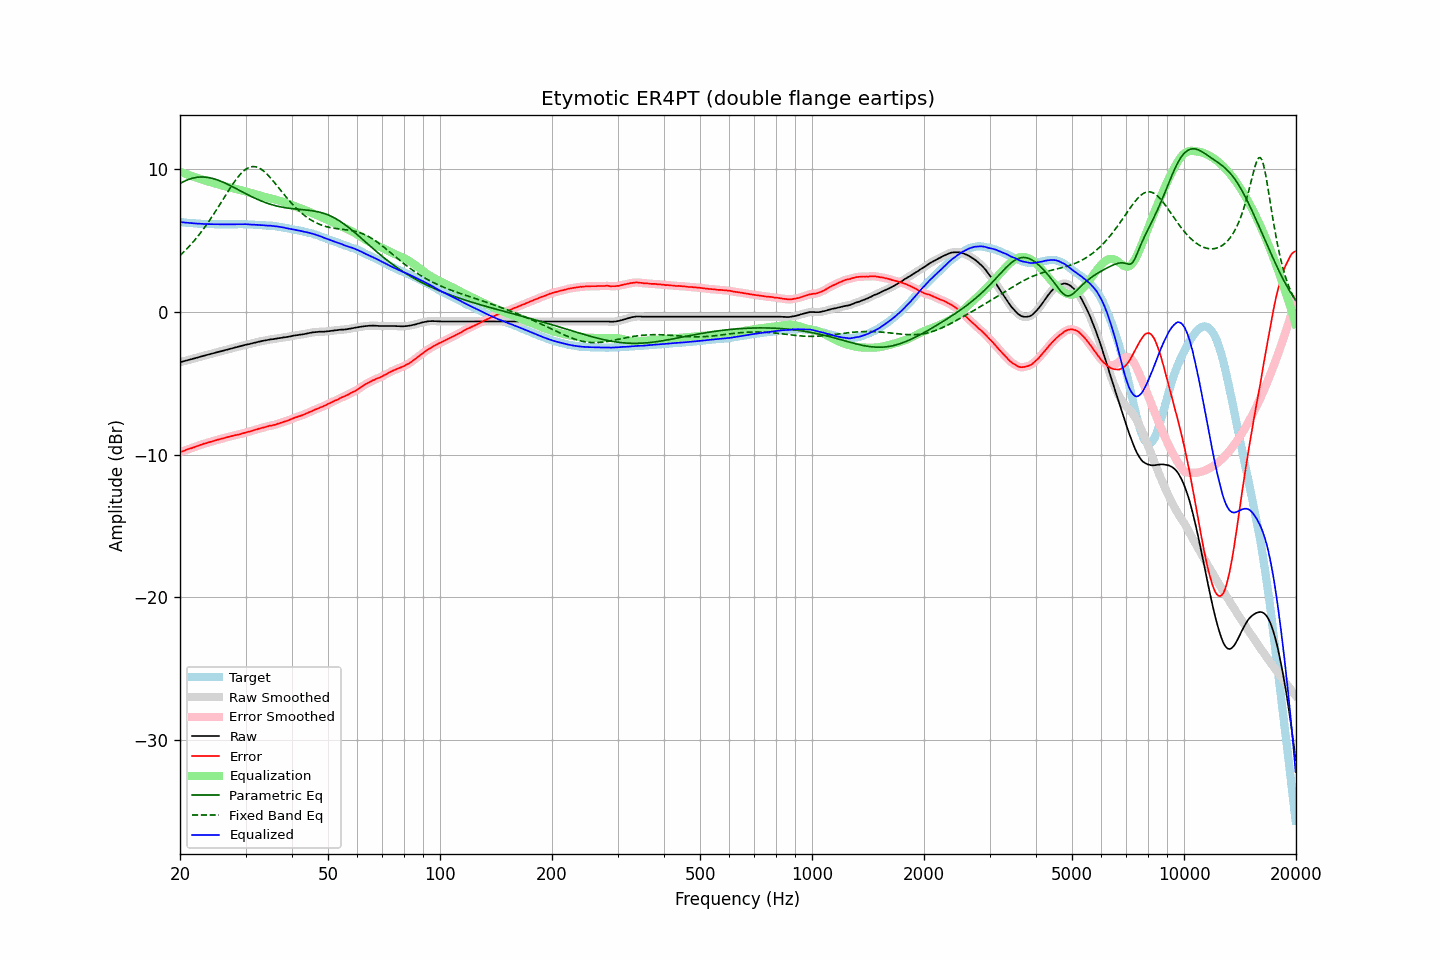 Etymotic ER4PT (double flange eartips)
Amplitude (dBr)
10
0
−10
−20
−30
Target
Raw Smoothed
Error Smoothed
Raw
Error
Equalization
Parametric Eq
Fixed Band Eq
Equalized
20 50 100 200 500 1000 2000 5000 10000 20000
Frequency (Hz)